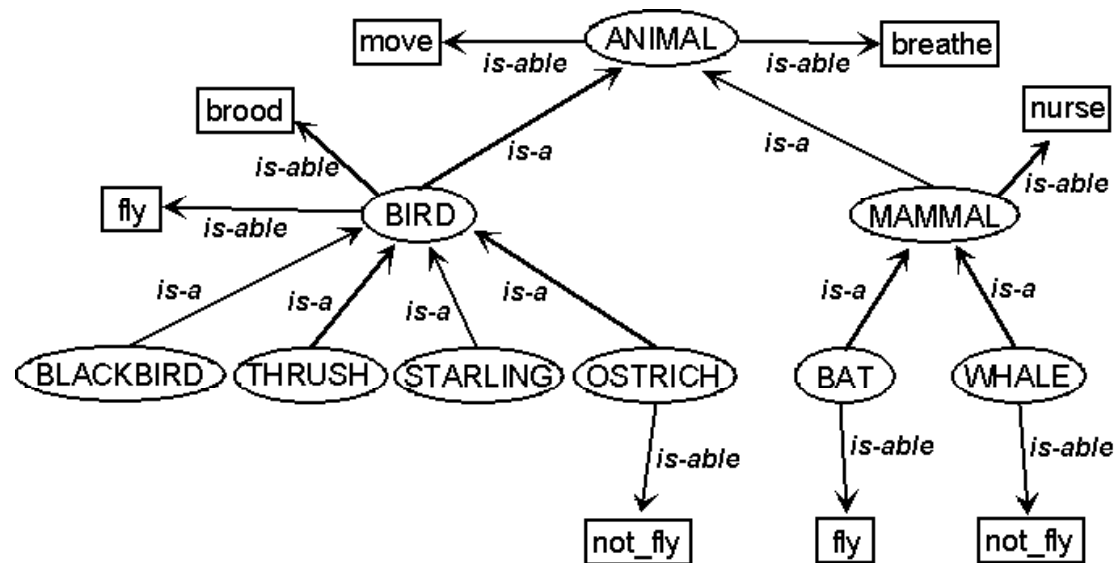 move
ANIMAL
breathe
is-able
is-able
brood
nurse
is-a
is-a
is-able
is-able
fly
BIRD
MAMMAL
is-able
is-a
is-a
is-a
is-a
is-a
is-a
BLACKBIRD
THRUSH
STARLING
OSTRICH
BAT
WHALE
is-able
is-able
is-able
not_fly
fly
not_fly